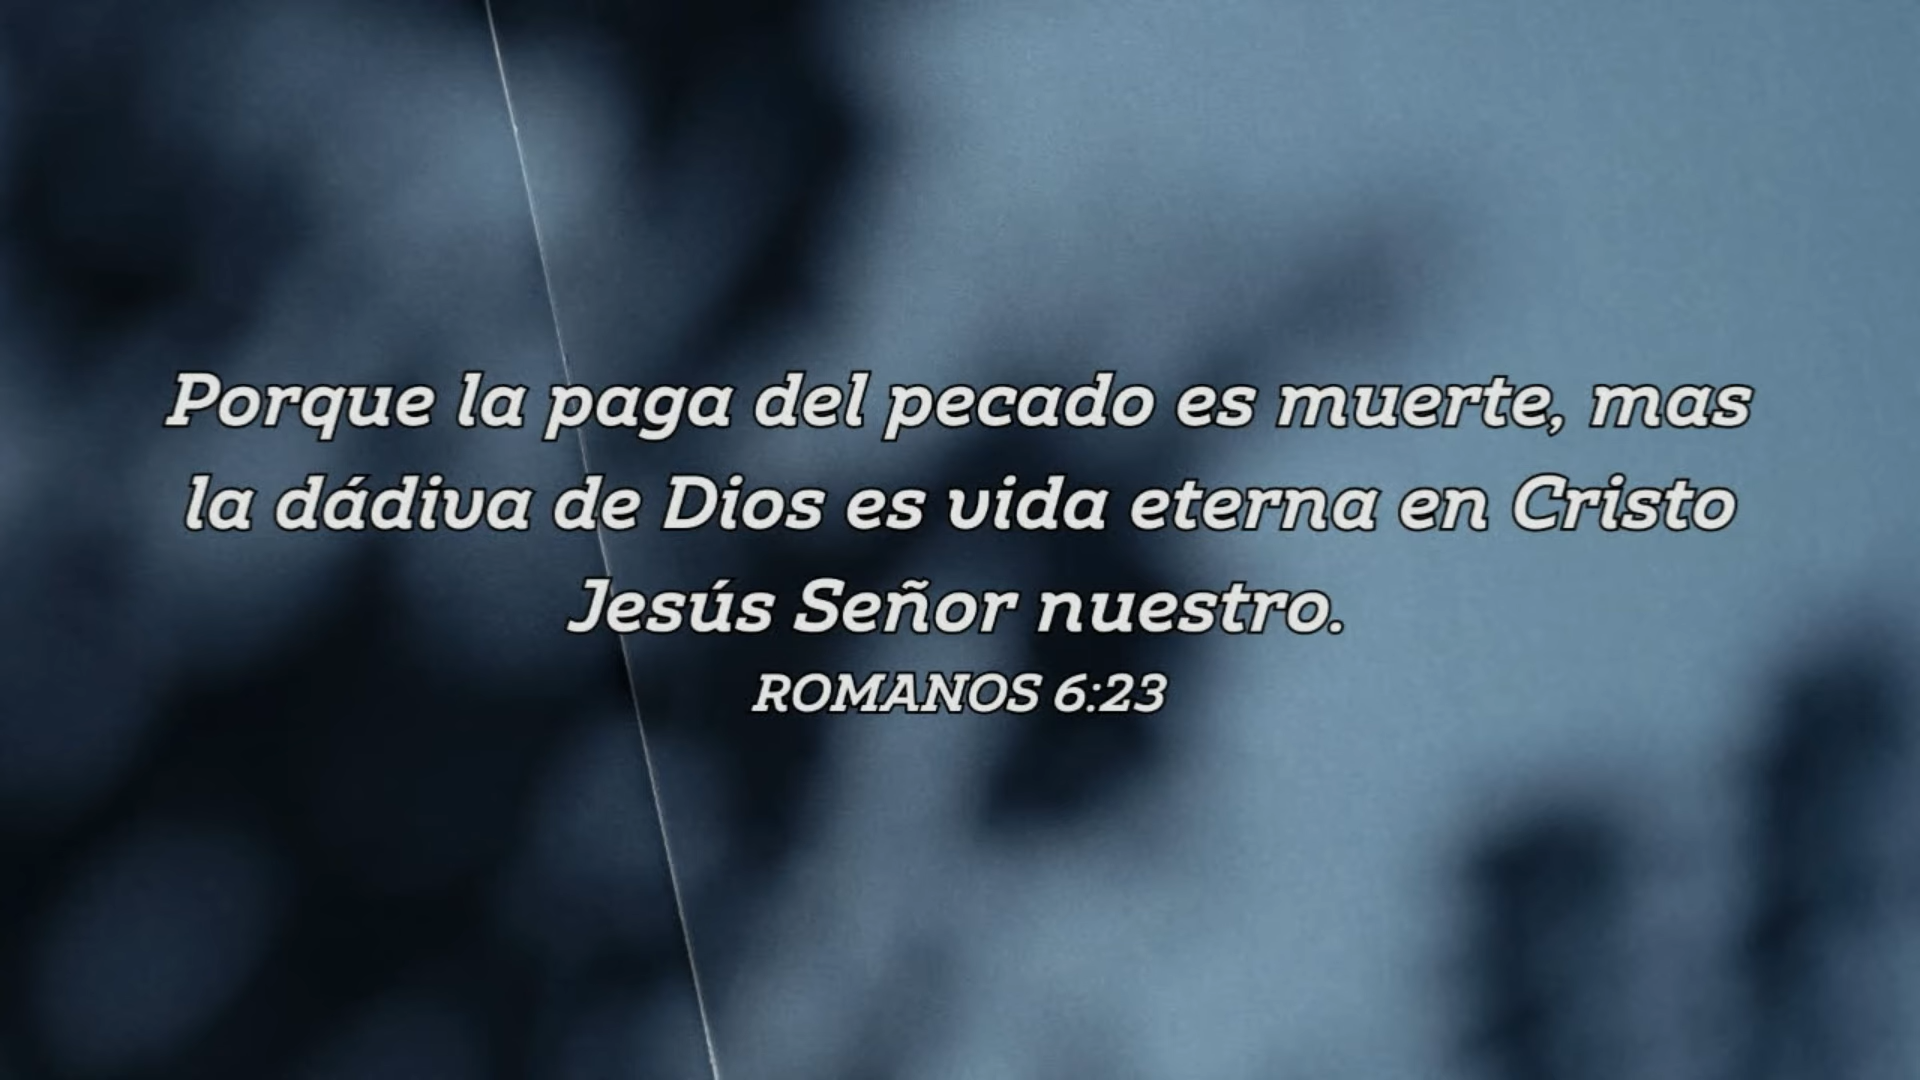 Porque la paga del pecado es muerte, mas
la dádiva de Dios es vida eterna en Cristo
Jesús Señor nuestro.
ROMANOS 6:23